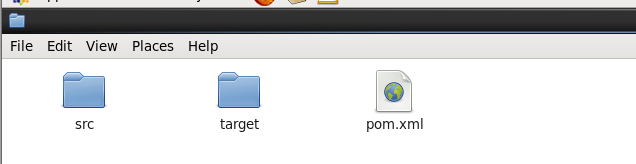 File Edit View Places Help
src target pom.xml